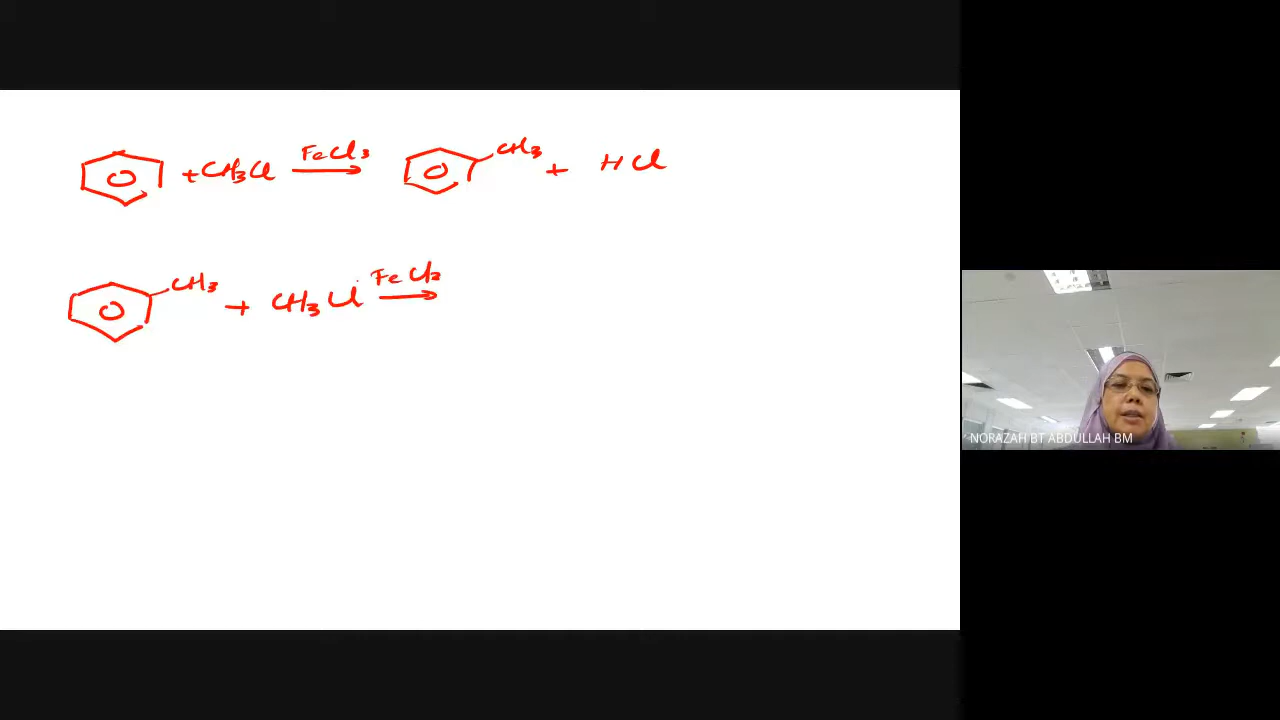 + CH3Cl FeCl3 CH3 + HCl
CH3 + CH3Cl FeCl3
NORAZAH BT ABDULLAH BM